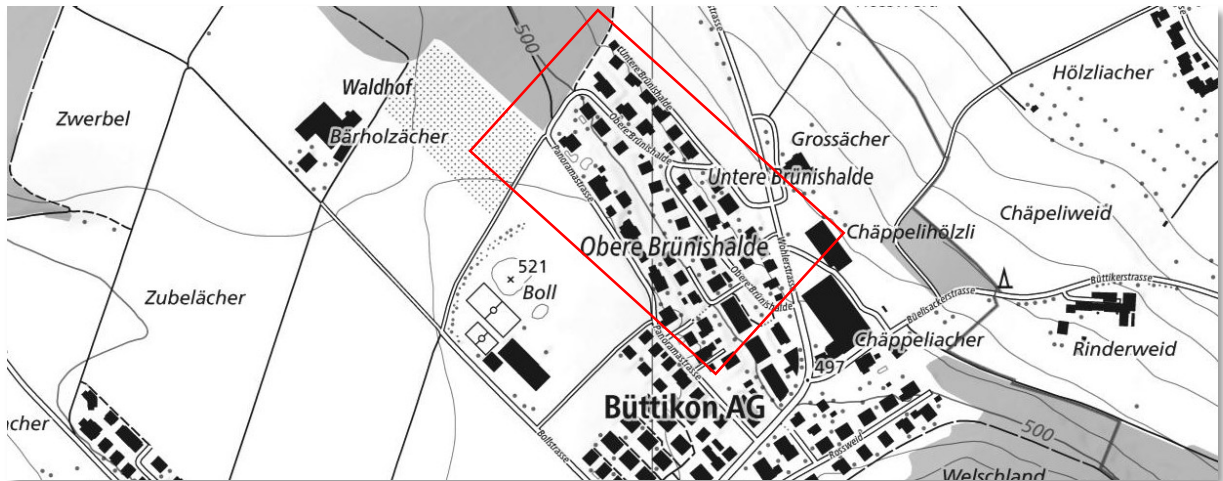 500
Hölzliacher
Waldhof
Zwerbel
Bärholzächer
Untere Brünishalde
Obere Brünishalde
Grossächer
Panoramastrasse
Untere Brünishalde
Chäpeliweid
Chäppelihölzli
Obere Brünishalde
Wohlerstrasse
521
Boll
Obere Brünishalde
Büttikerstrasse
Zubelächer
Büelisackerstrasse
Chäppeliacher
Rinderweid
Panoramastrasse
497
Büttikon AG
cher
Bollstrasse
Rossweid
500
Welschland